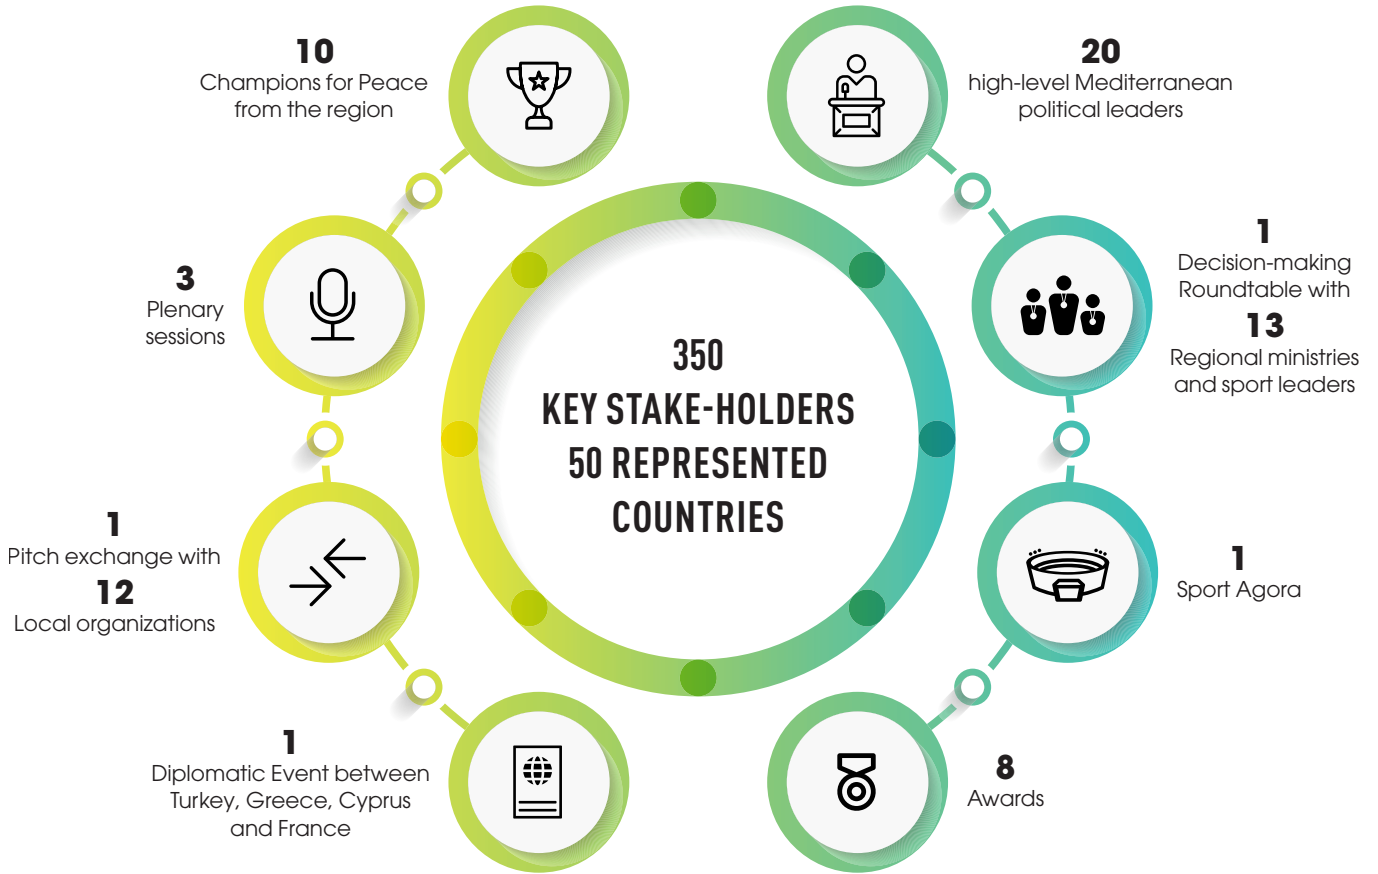 10
Champions for Peace
from the region
20
high-level Mediterranean
political leaders
3
Plenary
sessions
1
Decision-making
Roundtable with
13
Regional ministries
and sport leaders
350
KEY STAKE-HOLDERS
50 REPRESENTED
COUNTRIES
1
Pitch exchange with
12
Local organizations
1
Sport Agora
1
Diplomatic Event between
Turkey, Greece, Cyprus
and France
8
Awards